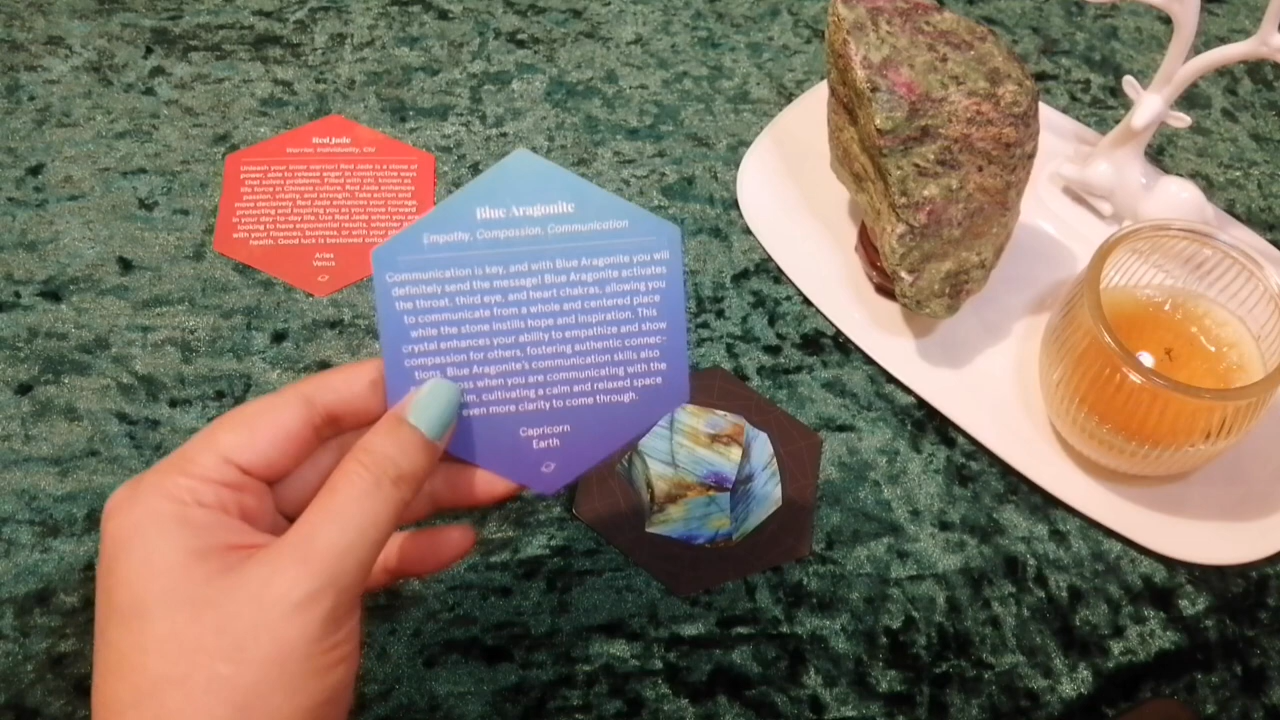 Red Jade
Warrior, Individuality, Chi
Unleash your inner warrior! Red Jade is a stone of
power, able to release anger in constructive ways
that solves problems. Filled with chi, known as
life force in Chinese culture, Red Jade enhances
passion, vitality, and strength. Take action and
move decisively. Red Jade enhances your courage,
protecting and inspiring you as you move forward
in your day-to-day life. Use Red Jade when you are
looking to have exponential results, whether
with your finances, business, or with your
health. Good luck is bestowed
Aries
Venus
Blue Aragonite
Empathy, Compassion, Communication
Communication is key, and with Blue Aragonite you will
definitely send the message! Blue Aragonite activates
the throat, third eye, and heart chakras, allowing you
to communicate from a whole and centered place
while the stone instills hope and inspiration. This
crystal enhances your ability to empathize and show
compassion for others, fostering authentic connec-
tions. Blue Aragonite's communication skills also
when you are communicating with the
cultivating a calm and relaxed space
even more clarity to come through.
Capricorn
Earth